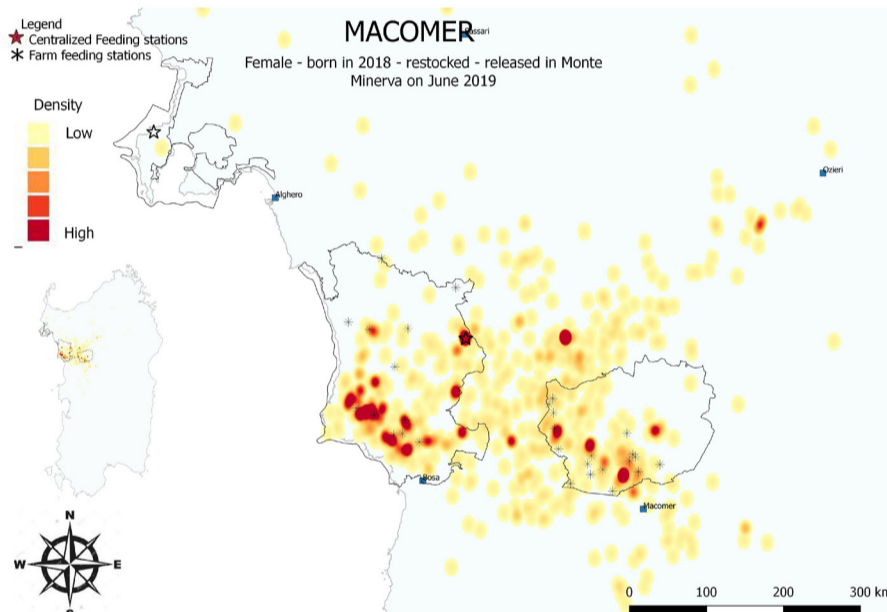 Legend
Centralized Feeding stations
Farm feeding stations
MACOMER
Female - born in 2018 - restocked - released in Monte
Minerva on June 2019
Density
Low
High
Ozieri
Alghero
Bosa
Macomer
N
W E
S
0 100 200 300 km